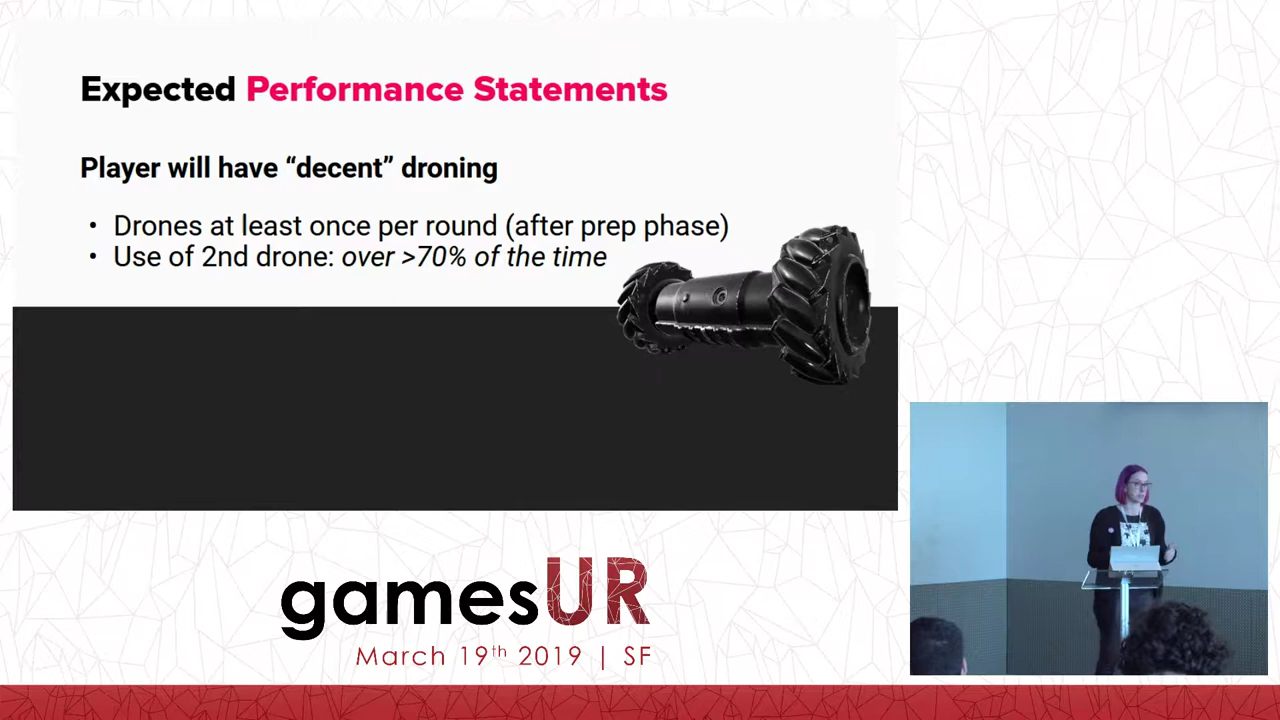 Expected Performance Statements
Player will have “decent” droning
• Drones at least once per round (after prep phase)
• Use of 2nd drone: over >70% of the time
gamesUR
March 19th 2019 | SF